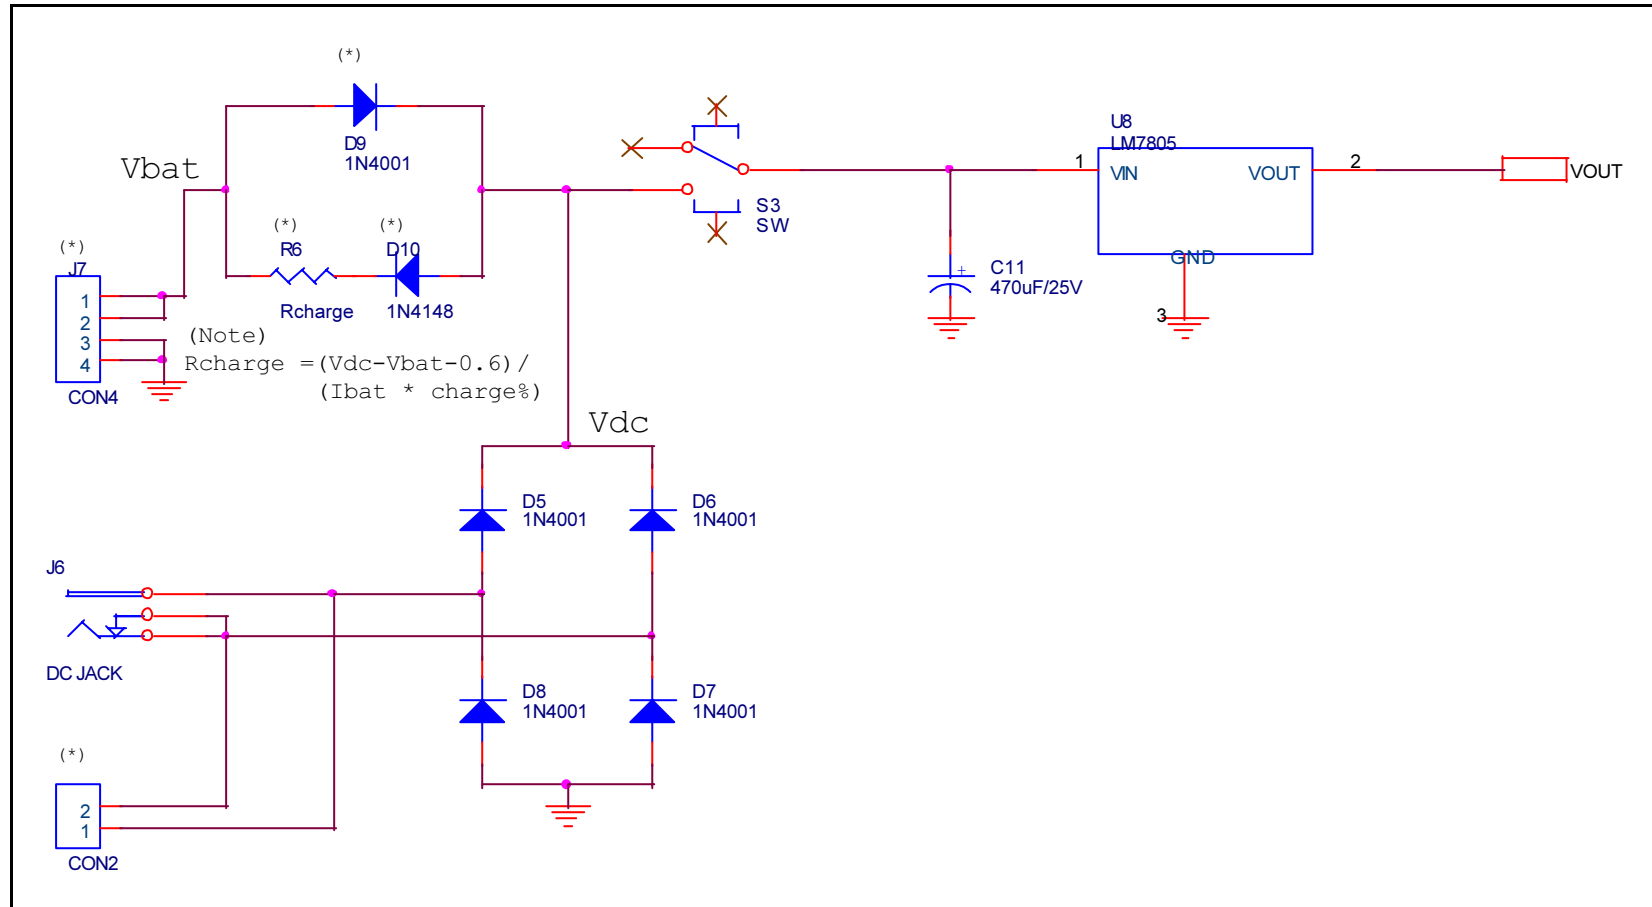 (*)
D9
1N4001
Vbat
(*)
R6
Rcharge
(*)
D10
1N4148
(*)
J7
1
2
3
4
CON4
(Note)
Rcharge =(Vdc-Vbat-0.6)/
(Ibat * charge%)
S3
SW
C11
470uF/25V
+
U8
LM7805
1
VIN
VOUT
2
GND
3
VOUT
Vdc
D5
1N4001
D6
1N4001
J6
DC JACK
D8
1N4001
D7
1N4001
(*)
2
1
CON2